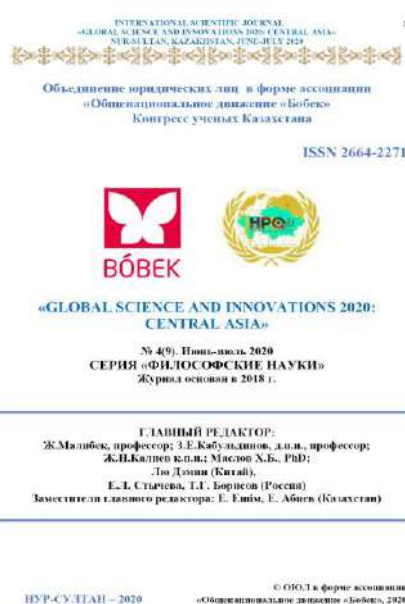 INTERNATIONAL SCIENTIFIC JOURNAL
«GLOBAL SCIENCE AND INNOVATIONS 2020: CENTRAL ASIA»
NUR-SULTAN, KAZAKHSTAN, JUNE-JULY 2020
Объединение юридических лиц в форме ассоциации
«Общенациональное движение «Бобек»
Конгресс ученых Казахстана
ISSN 2664-2271
BÓBEK
«GLOBAL SCIENCE AND INNOVATIONS 2020:
CENTRAL ASIA»
№ 4(9). Июнь-июль 2020
СЕРИЯ «ФИЛОСОФСКИЕ НАУКИ»
Журнал основан в 2018 г.
ГЛАВНЫЙ РЕДАКТОР:
Ж.Малибек, профессор; З.Е.Кабульдинов, д.и.н., профессор;
Ж.Н.Калиев к.п.н.; Маслов Х.Б., PhD;
Лю Дэмин (Китай),
Е.Л. Стычева, Т.Г. Борисов (Россия)
Заместители главного редактора: Е. Ешім, Е. Абиев (Казахстан)
© ОЮЛ в форме ассоциации
«Общенациональное движение «Бобек», 2020
НУР-СУЛТАН – 2020